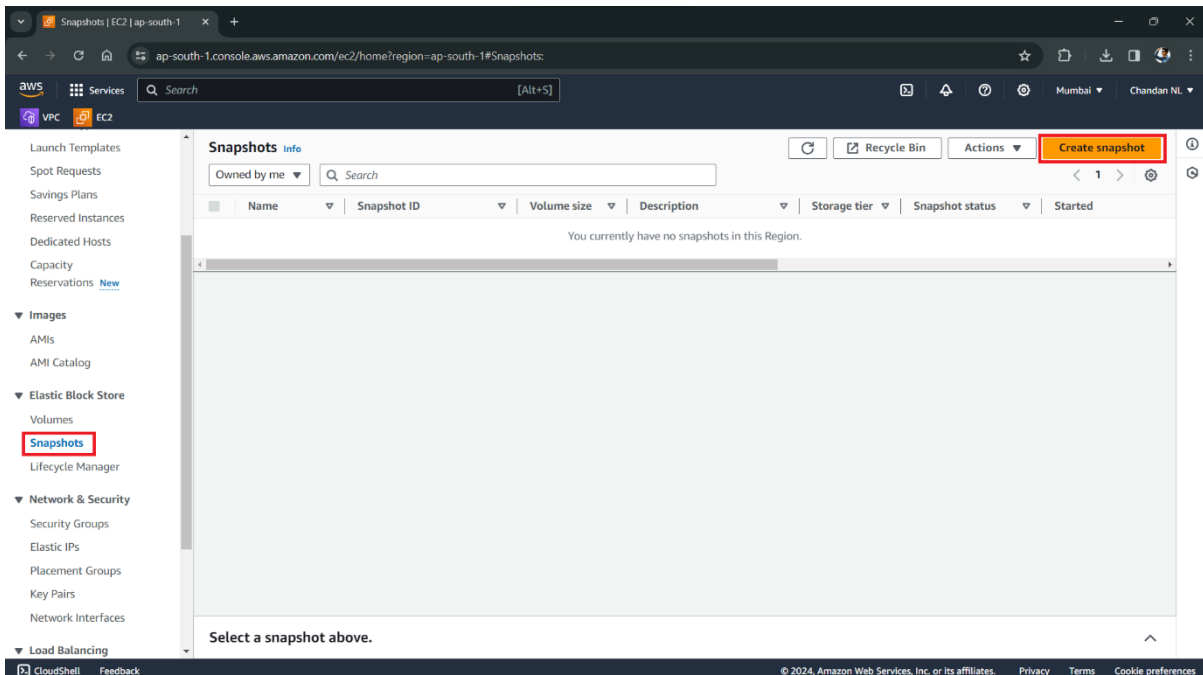 Snapshots | EC2 | ap-south-1
ap-south-1.console.aws.amazon.com/ec2/home?region=ap-south-1#Snapshots:
aws Services Search [Alt+S] Mumbai Chandan NL
VPC EC2
Launch Templates
Spot Requests
Savings Plans
Reserved Instances
Dedicated Hosts
Capacity
Reservations New
Images
AMIs
AMI Catalog
Elastic Block Store
Volumes
Snapshots
Lifecycle Manager
Network & Security
Security Groups
Elastic IPs
Placement Groups
Key Pairs
Network Interfaces
Load Balancing
Snapshots Info Recycle Bin Actions Create snapshot
Owned by me Search 1
Name Snapshot ID Volume size Description Storage tier Snapshot status Started
You currently have no snapshots in this Region.
Select a snapshot above.
CloudShell Feedback © 2024, Amazon Web Services, Inc. or its affiliates. Privacy Terms Cookie preferences